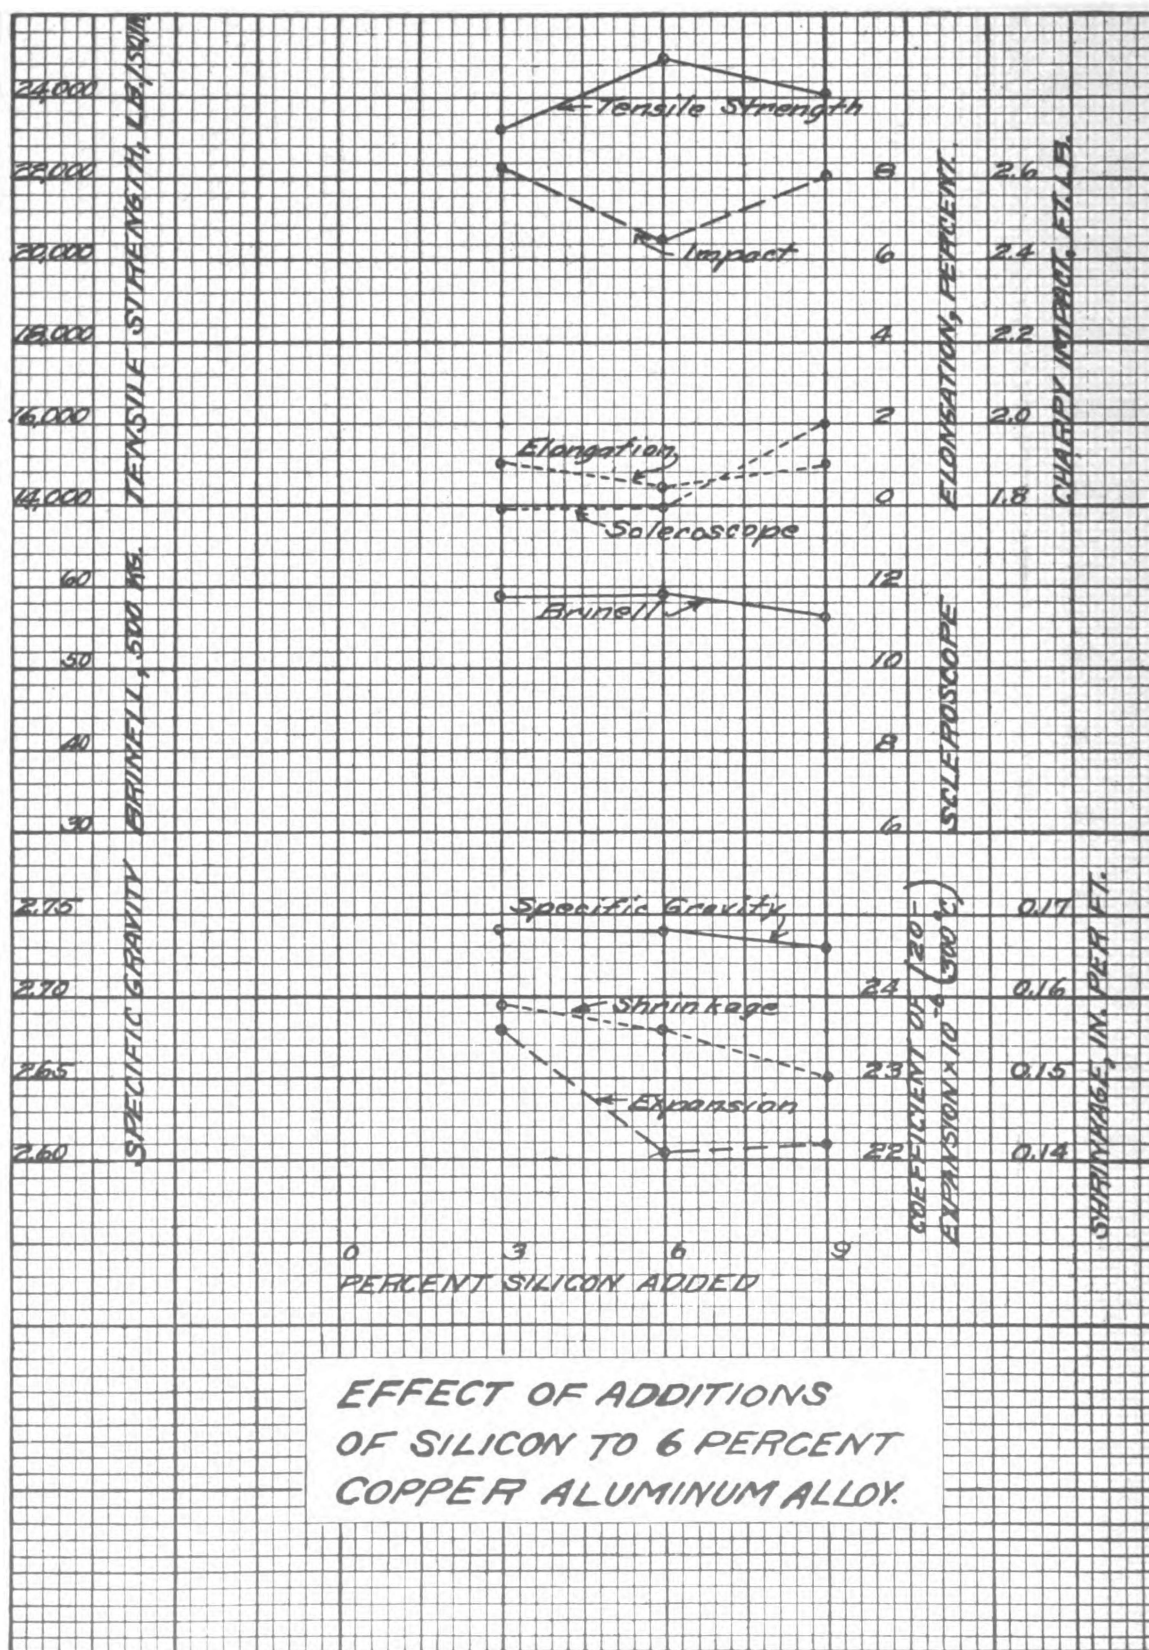 24,000
22,000
20,000
18,000
16,000
14,000
60
50
40
30
2.75
2.70
2.65
2.60
TENSILE STRENGTH, LB./SQ.IN.
BRINELL, 500 KG.
SPECIFIC GRAVITY
Tensile Strength
Impact
Elongation
Scleroscope
Brinell
Specific Gravity
Shrinkage
Expansion
8
6
4
2
0
12
10
8
6
24
23
22
ELONGATION, PERCENT.
SCLEROSCOPE
COEFFICIENT OF (20-
EXPANSION X 10⁻⁶ 300°C)
2.6
2.4
2.2
2.0
1.8
0.17
0.16
0.15
0.14
CHARPY IMPACT, FT. LB.
SHRINKAGE, IN. PER FT.
0 3 6 9
PERCENT SILICON ADDED
EFFECT OF ADDITIONS
OF SILICON TO 6 PERCENT
COPPER ALUMINUM ALLOY.